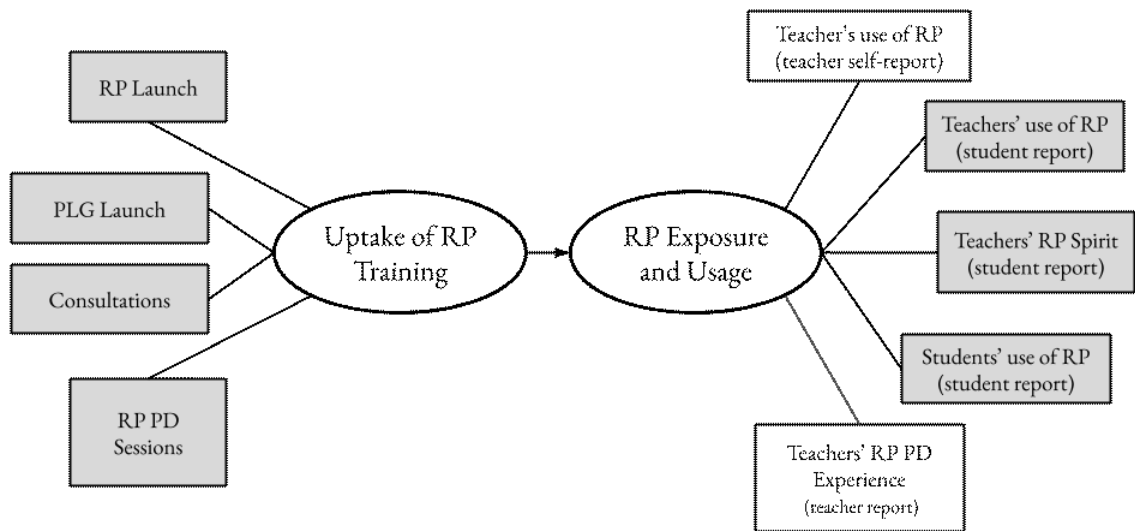 RP Launch
PLG Launch
Consultations
RP PD
Sessions
Uptake of RP
Training
RP Exposure
and Usage
Teacher's use of RP
(teacher self-report)
Teachers' use of RP
(student report)
Teachers' RP Spirit
(student report)
Students' use of RP
(student report)
Teachers' RP PD
Experience
(teacher report)